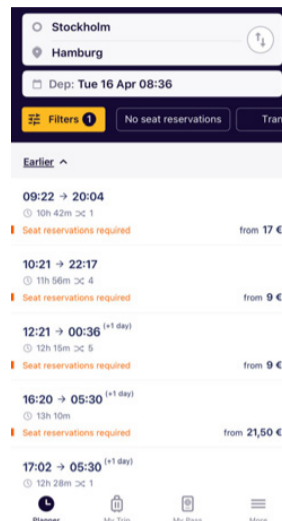 Stockholm
Hamburg
Dep: Tue 16 Apr 08:36
Filters 1
No seat reservations
Tran
Earlier
09:22 → 20:04
10h 42m 1
Seat reservations required from 17 €
10:21 → 22:17
11h 56m 4
Seat reservations required from 9 €
12:21 → 00:36 (+1 day)
12h 15m 5
Seat reservations required from 9 €
16:20 → 05:30 (+1 day)
13h 10m
Seat reservations required from 21,50 €
17:02 → 05:30 (+1 day)
12h 28m 1
Planner My Trip My Pass More